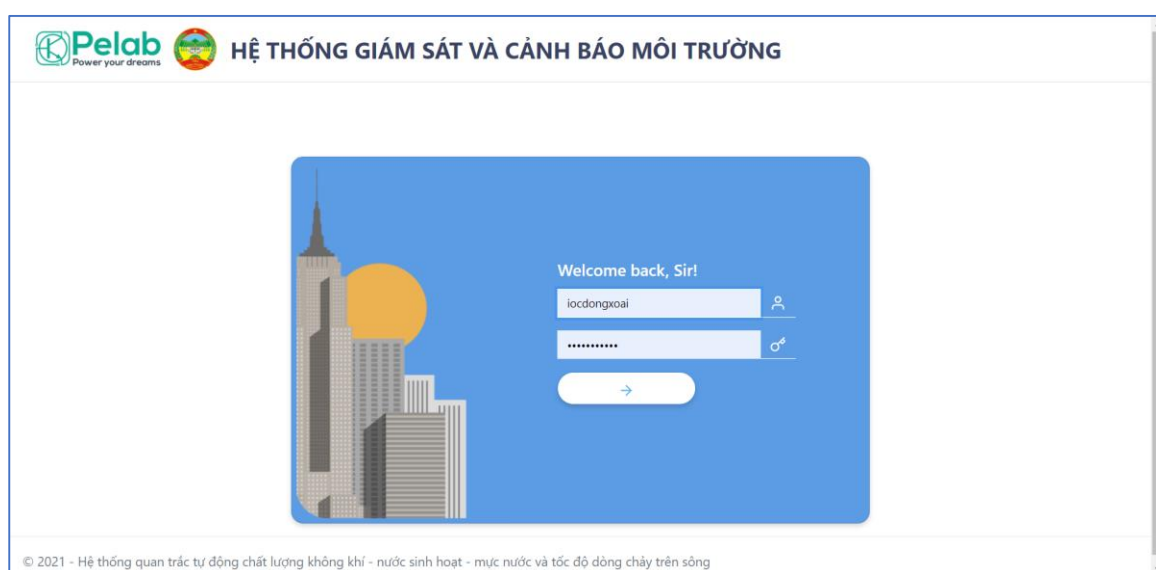 Pelab
Power your dreams
HỆ THỐNG GIÁM SÁT VÀ CẢNH BÁO MÔI TRƯỜNG
Welcome back, Sir!
iocdongxoai
•••••••••••
© 2021 - Hệ thống quan trắc tự động chất lượng không khí - nước sinh hoạt - mực nước và tốc độ dòng chảy trên sông